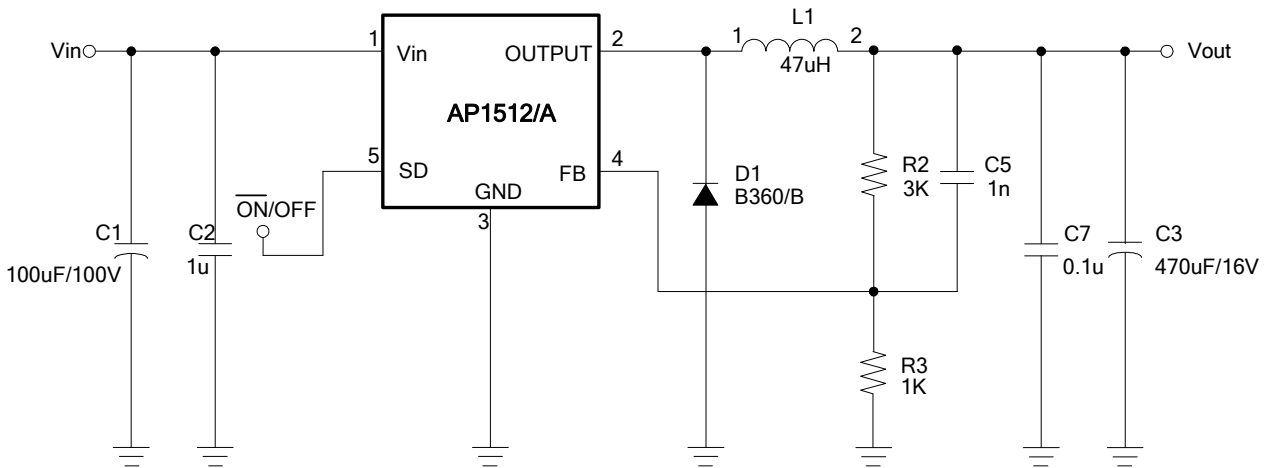 L1
Vin
1
Vin
OUTPUT
2
1
2
Vout
47uH
AP1512/A
5
SD
FB
4
D1
B360/B
R2
3K
C5
1n
GND
3
ON/OFF
C1
100uF/100V
C2
1u
C7
0.1u
C3
470uF/16V
R3
1K